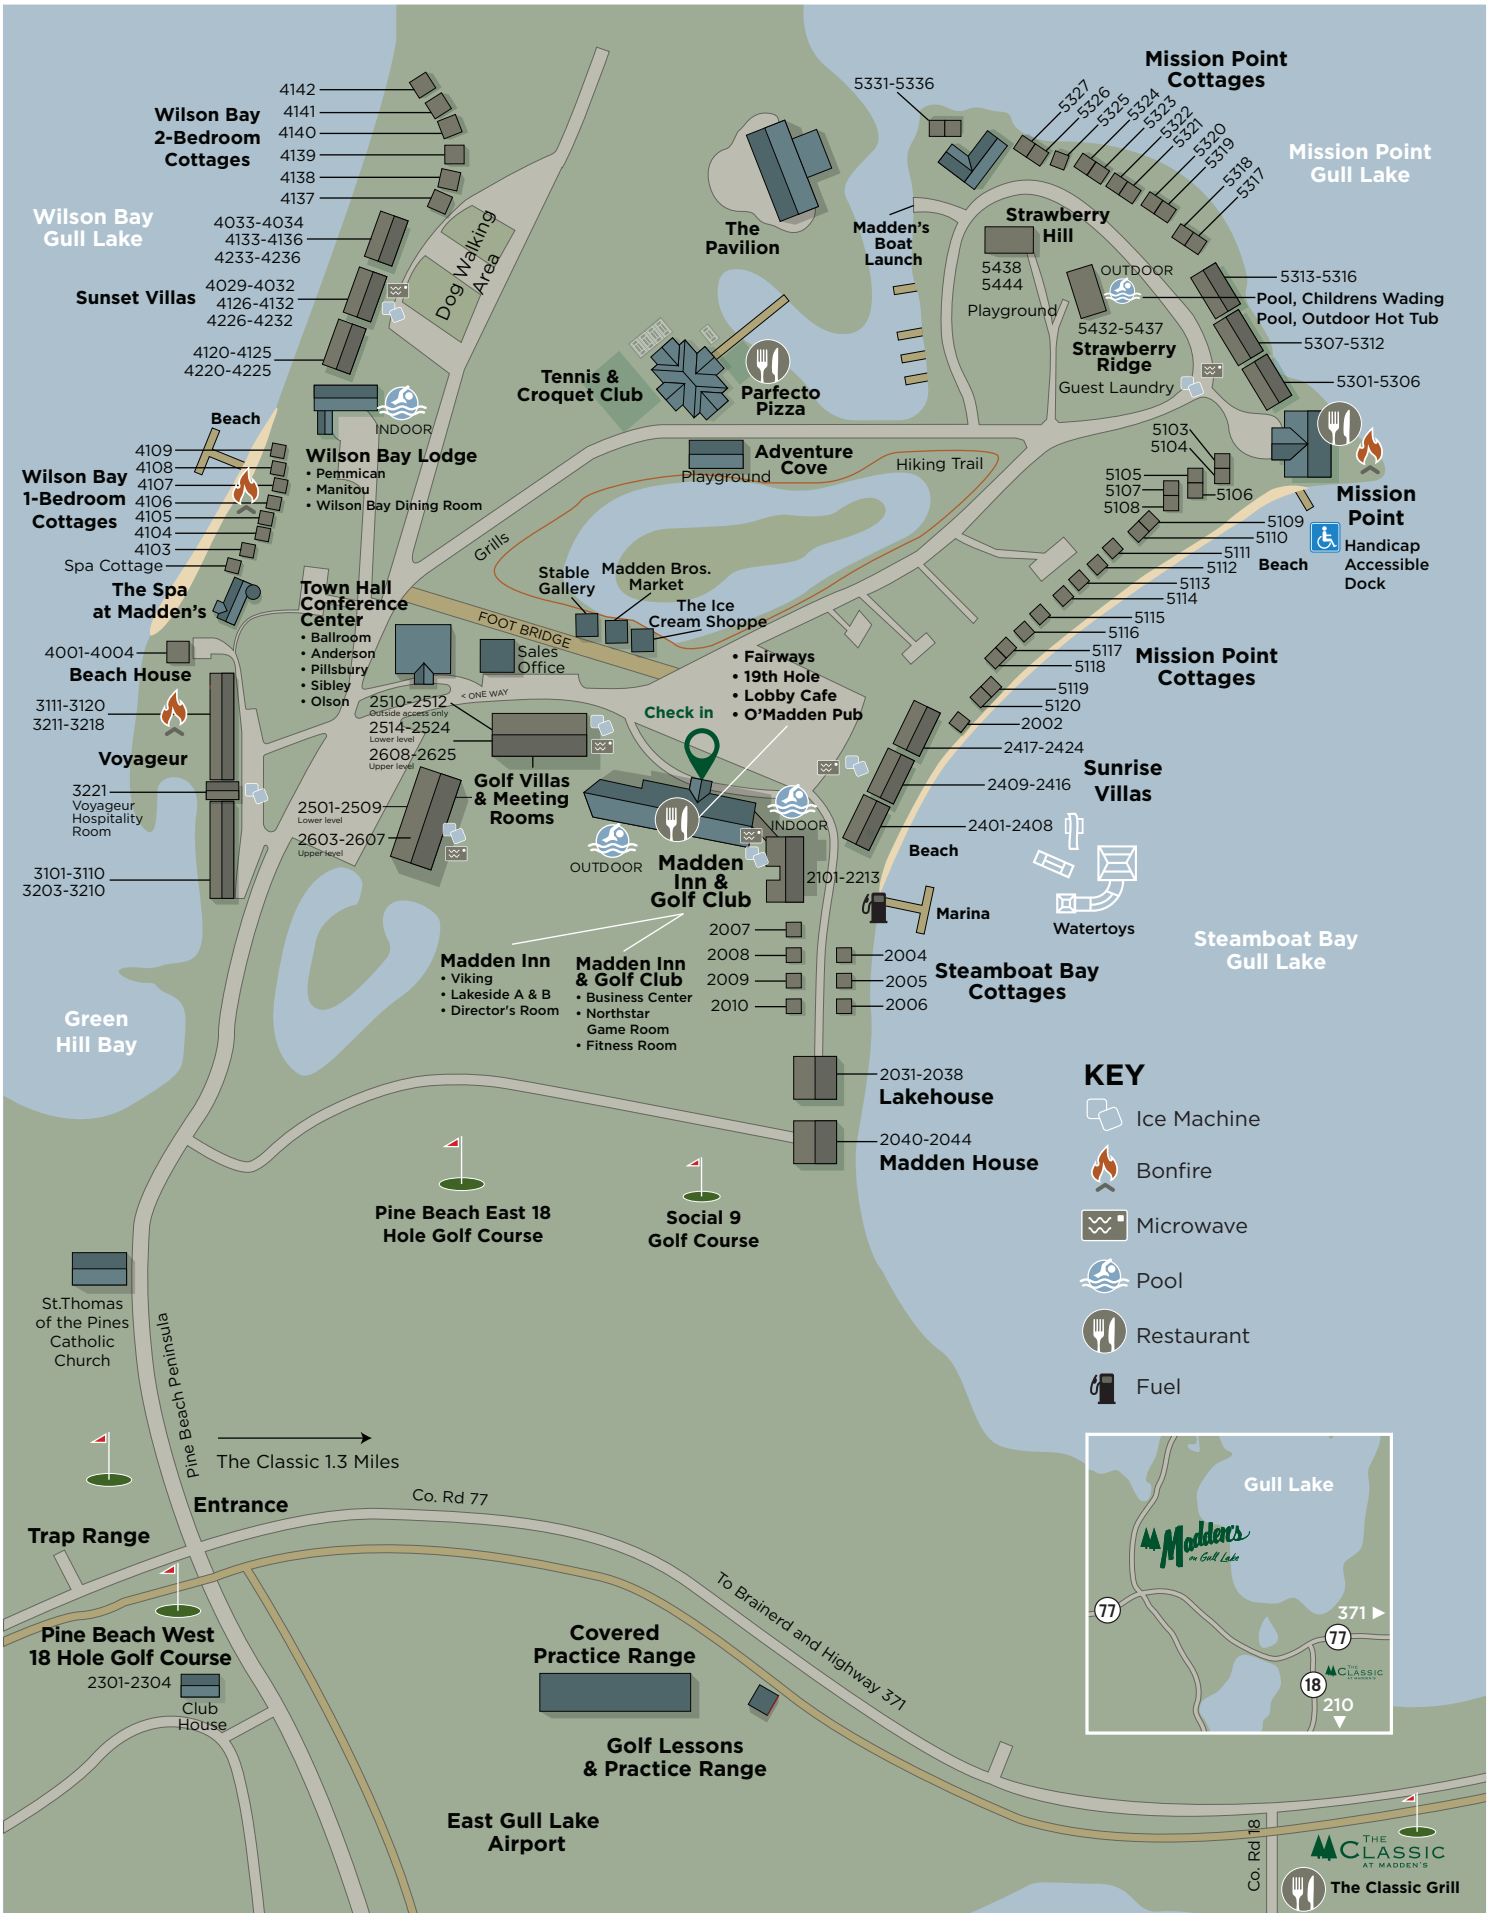 4142
4141
4140
4139
4138
4137
Wilson Bay
2-Bedroom
Cottages
Wilson Bay
Gull Lake
4033-4034
4133-4136
4233-4236
Sunset Villas
4029-4032
4126-4132
4226-4232
4120-4125
4220-4225
Dog Walking
Area
INDOOR
Beach
4109
4108
4107
4106
4105
4104
4103
Spa Cottage
Wilson Bay
1-Bedroom
Cottages
Wilson Bay Lodge
• Pemmican
• Manitou
• Wilson Bay Dining Room
The Spa
at Madden's
4001-4004
Beach House
3111-3120
3211-3218
Voyageur
3221
Voyageur
Hospitality
Room
3101-3110
3203-3210
Green
Hill Bay
5331-5336
Mission Point
Cottages
5327
5326
5325
5324
5323
5322
5321
5320
5319
5318
5317
Mission Point
Gull Lake
The
Pavilion
Madden's
Boat
Launch
Strawberry
Hill
5438
5444
Playground
OUTDOOR
5432-5437
Strawberry
Ridge
Guest Laundry
5313-5316
Pool, Childrens Wading
Pool, Outdoor Hot Tub
5307-5312
5301-5306
Tennis &
Croquet Club
Parfecto
Pizza
Adventure
Cove
Playground
Hiking Trail
Grills
5103
5104
5105
5107
5108
5106
Mission
Point
5109
5110
5111
5112
5113
5114
5115
5116
5117
5118
5119
5120
2002
Beach
Handicap
Accessible
Dock
Mission Point
Cottages
Town Hall
Conference
Center
• Ballroom
• Anderson
• Pillsbury
• Sibley
• Olson
FOOT BRIDGE
Stable
Gallery
Madden Bros.
Market
The Ice
Cream Shoppe
Sales
Office
< ONE WAY
2510-2512
Outside access only
2514-2524
Lower level
2608-2625
Upper level
Golf Villas
& Meeting
Rooms
2501-2509
Lower level
2603-2607
Upper level
Check in
• Fairways
• 19th Hole
• Lobby Cafe
• O'Madden Pub
OUTDOOR
INDOOR
Madden
Inn &
Golf Club
2101-2213
2417-2424
2409-2416
2401-2408
Sunrise
Villas
Beach
Marina
Watertoys
Steamboat Bay
Gull Lake
Madden Inn
• Viking
• Lakeside A & B
• Director's Room
Madden Inn
& Golf Club
• Business Center
• Northstar
Game Room
• Fitness Room
2007
2008
2009
2010
2004
2005
2006
Steamboat Bay
Cottages
2031-2038
Lakehouse
2040-2044
Madden House
KEY
Ice Machine
Bonfire
Microwave
Pool
Restaurant
Fuel
Pine Beach East 18
Hole Golf Course
Social 9
Golf Course
St.Thomas
of the Pines
Catholic
Church
Pine Beach Peninsula
The Classic 1.3 Miles
Entrance
Co. Rd 77
Trap Range
Pine Beach West
18 Hole Golf Course
2301-2304
Club
House
Covered
Practice Range
Golf Lessons
& Practice Range
East Gull Lake
Airport
To Brainerd and Highway 371
Gull Lake
Madden's
on Gull Lake
77
371
77
THE
CLASSIC
AT MADDEN'S
18
210
Co. Rd 18
THE
CLASSIC
AT MADDEN'S
The Classic Grill